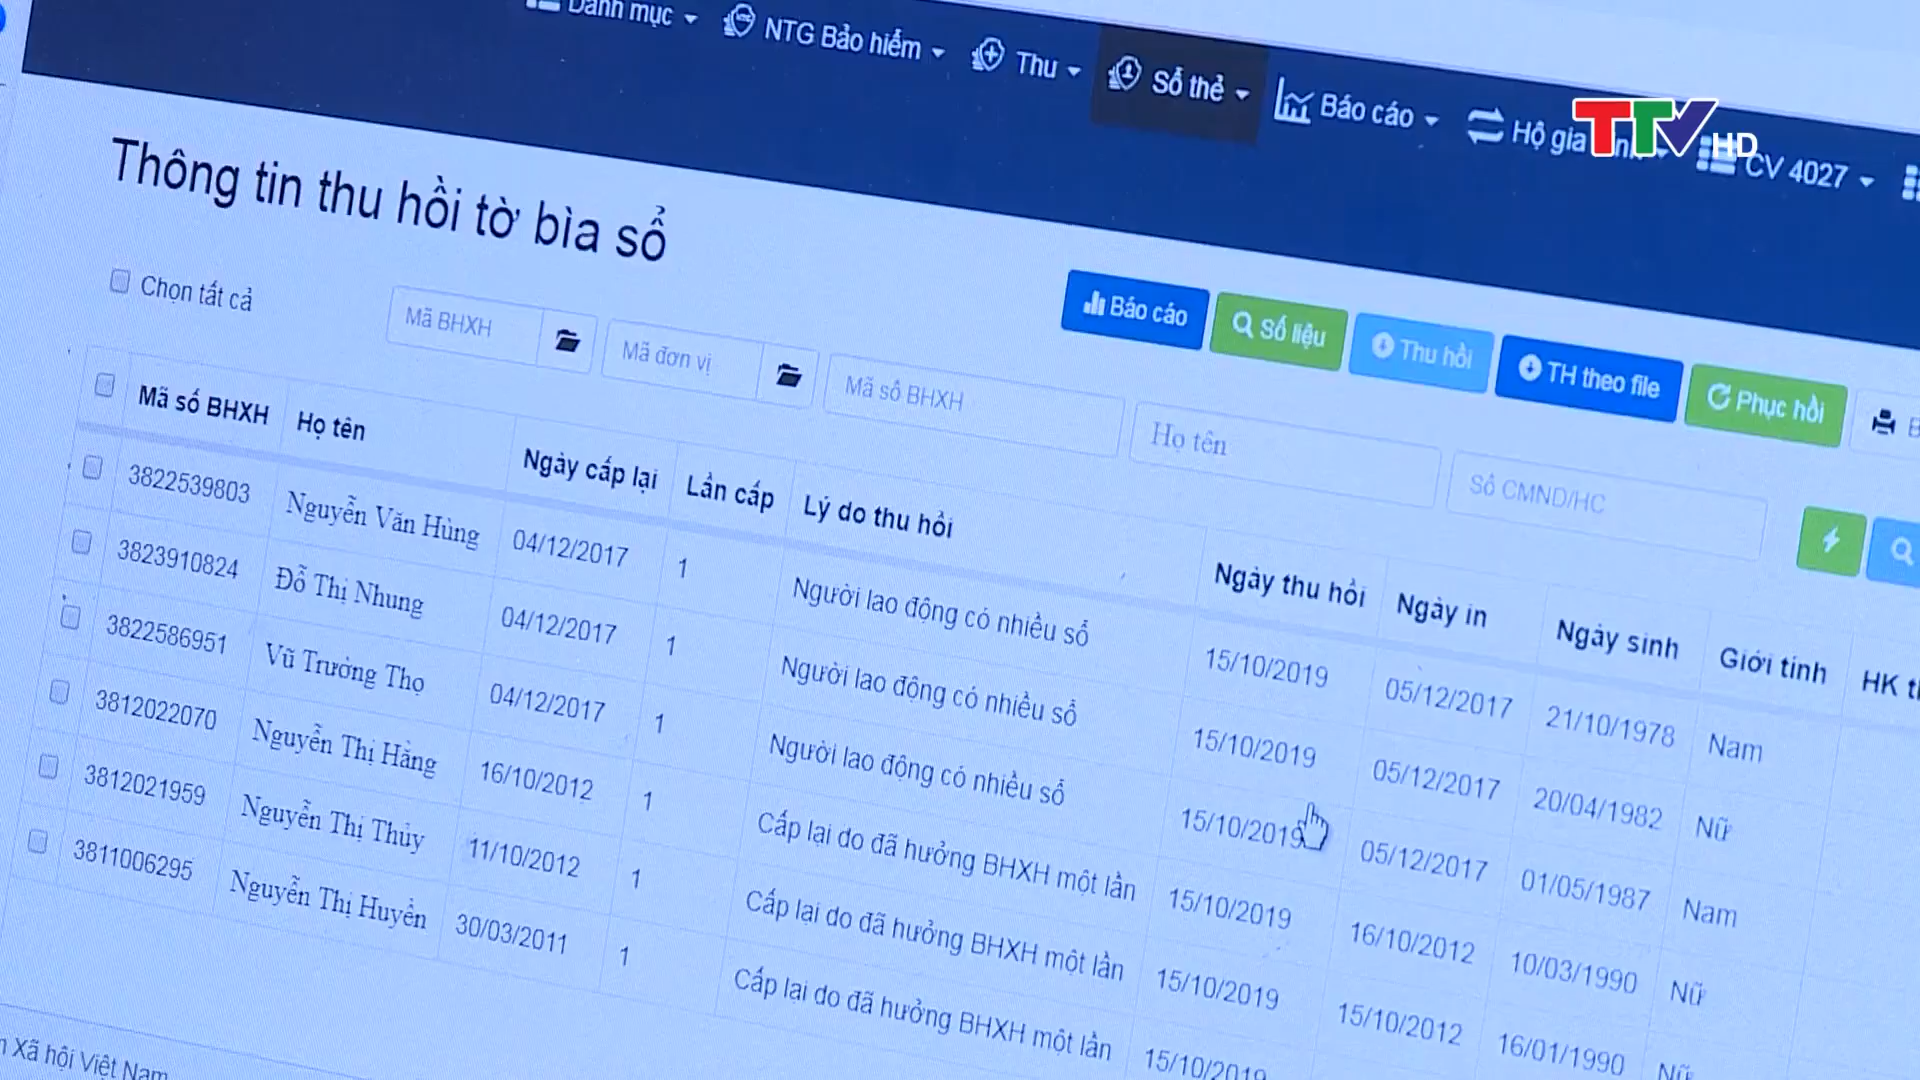 Danh mục
NTG Bảo hiểm
Thu
Sổ thẻ
Báo cáo
Hộ gia
CV 4027
TTV HD
Thông tin thu hồi tờ bìa sổ
Chọn tất cả
Mã BHXH
Mã đơn vị
Mã số BHXH
Họ tên
Số CMND/HC
Báo cáo
Số liệu
Thu hồi
TH theo file
Phục hồi
Mã số BHXH Họ tên Ngày cấp lại Lần cấp Lý do thu hồi Ngày thu hồi Ngày in Ngày sinh Giới tính HK
3822539803 Nguyễn Văn Hùng 04/12/2017 1 Người lao động có nhiều sổ 15/10/2019 05/12/2017 21/10/1978 Nam
3823910824 Đỗ Thị Nhung 04/12/2017 1 Người lao động có nhiều sổ 15/10/2019 05/12/2017 20/04/1982 Nữ
3822586951 Vũ Trường Thọ 04/12/2017 1 Người lao động có nhiều sổ 15/10/2019 05/12/2017 01/05/1987 Nam
3812022070 Nguyễn Thị Hằng 16/10/2012 1 Cấp lại do đã hưởng BHXH một lần 15/10/2019 16/10/2012 10/03/1990 Nữ
3812021959 Nguyễn Thị Thủy 11/10/2012 1 Cấp lại do đã hưởng BHXH một lần 15/10/2019 15/10/2012 16/01/1990 Nữ
3811006295 Nguyễn Thị Huyền 30/03/2011 1 Cấp lại do đã hưởng BHXH một lần 15/10/2019
Xã hội Việt Nam